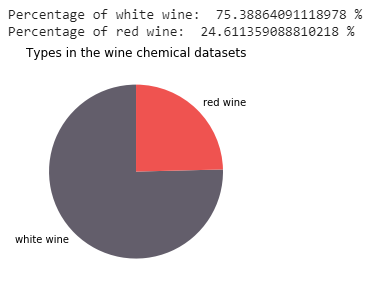 Percentage of white wine:  75.38864091118978 %
Percentage of red wine:  24.611359088810218 %
Types in the wine chemical datasets
red wine
white wine